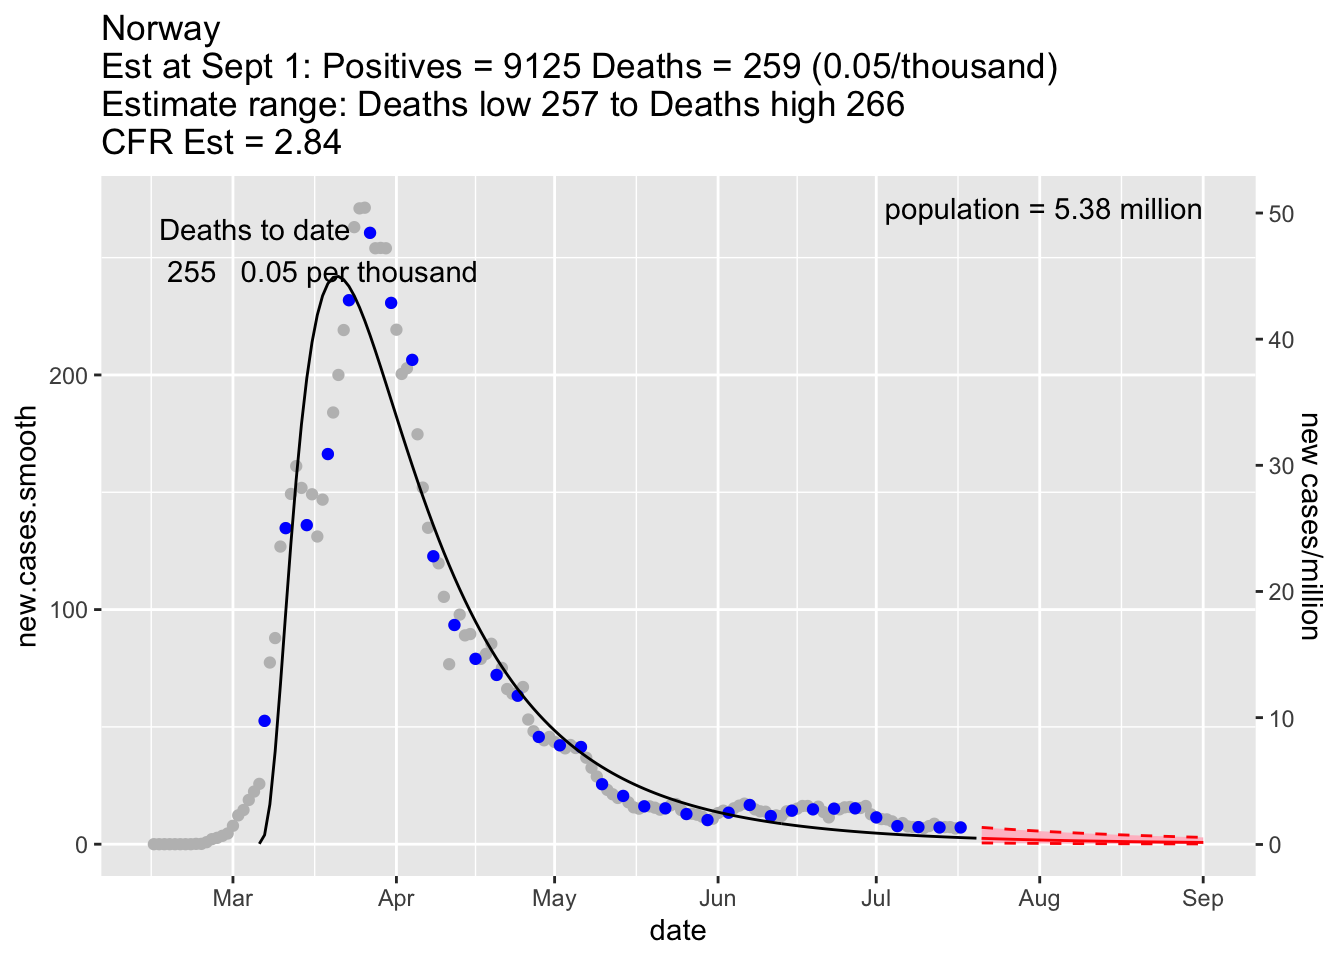 Norway
Est at Sept 1: Positives = 9125 Deaths = 259 (0.05/thousand)
Estimate range: Deaths low 257 to Deaths high 266
CFR Est = 2.84
population = 5.38 million
Deaths to date
255 0.05 per thousand
new.cases.smooth
200
100
0
50
40
30
20
10
0
new cases/million
Mar Apr May Jun Jul Aug Sep
date